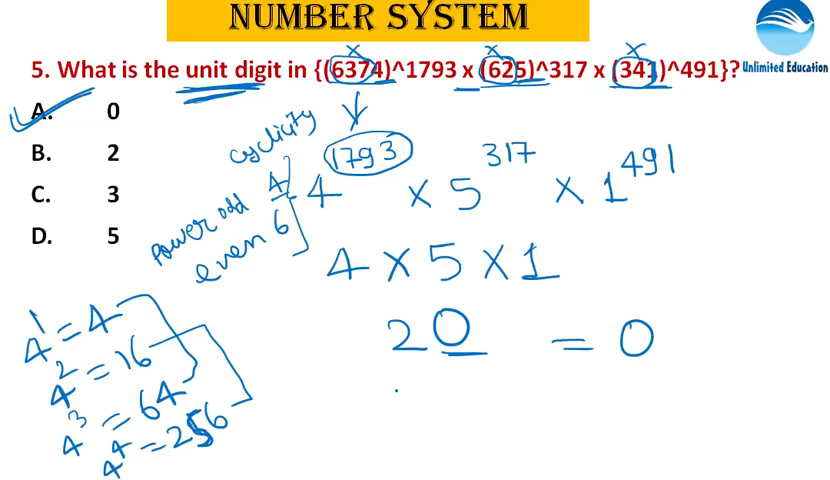 NUMBER SYSTEM
Unlimited Education
5. What is the unit digit in {(6374)^1793 x (625)^317 x (341)^491}?
A. 0
B. 2
C. 3
D. 5
cyclicity
power odd 4
even 6
4^1793 × 5^317 × 1^491
4 × 5 × 1
20 = 0
4^1 = 4
4^2 = 16
4^3 = 64
4^4 = 256